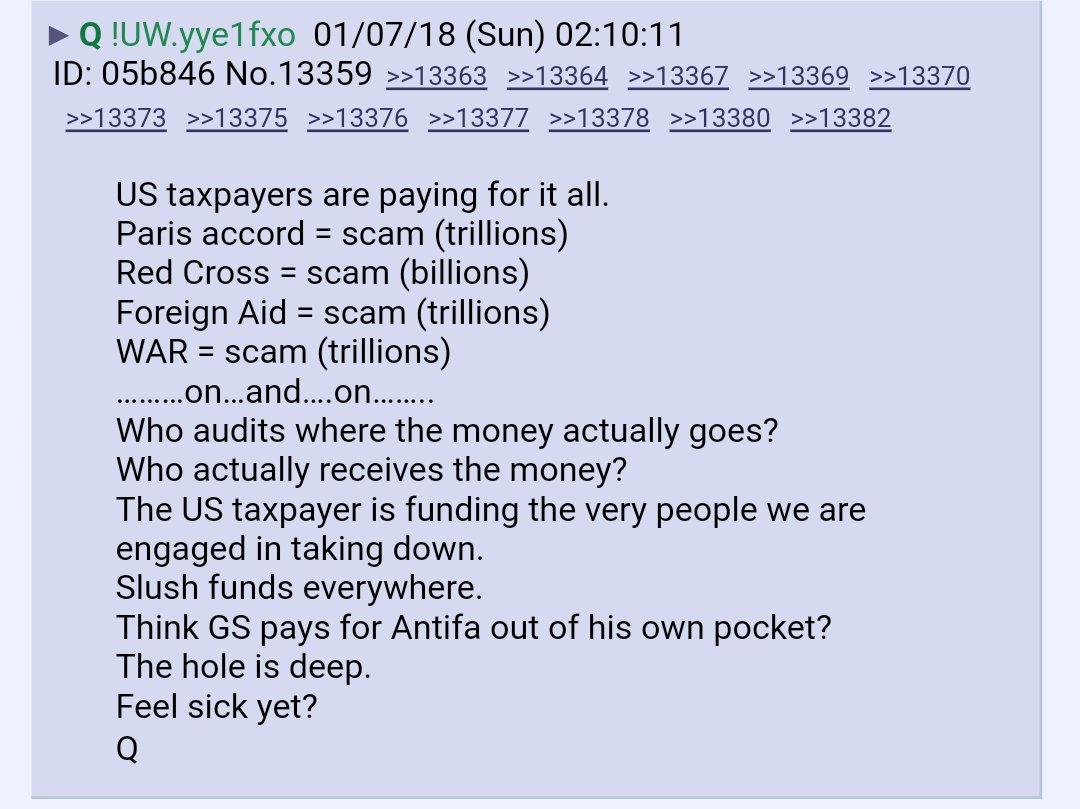 ► Q !UW.yye1fxo 01/07/18 (Sun) 02:10:11
ID: 05b846 No.13359 >>13363 >>13364 >>13367 >>13369 >>13370
>>13373 >>13375 >>13376 >>13377 >>13378 >>13380 >>13382
US taxpayers are paying for it all.
Paris accord = scam (trillions)
Red Cross = scam (billions)
Foreign Aid = scam (trillions)
WAR = scam (trillions)
………on…and….on……..
Who audits where the money actually goes?
Who actually receives the money?
The US taxpayer is funding the very people we are
engaged in taking down.
Slush funds everywhere.
Think GS pays for Antifa out of his own pocket?
The hole is deep.
Feel sick yet?
Q